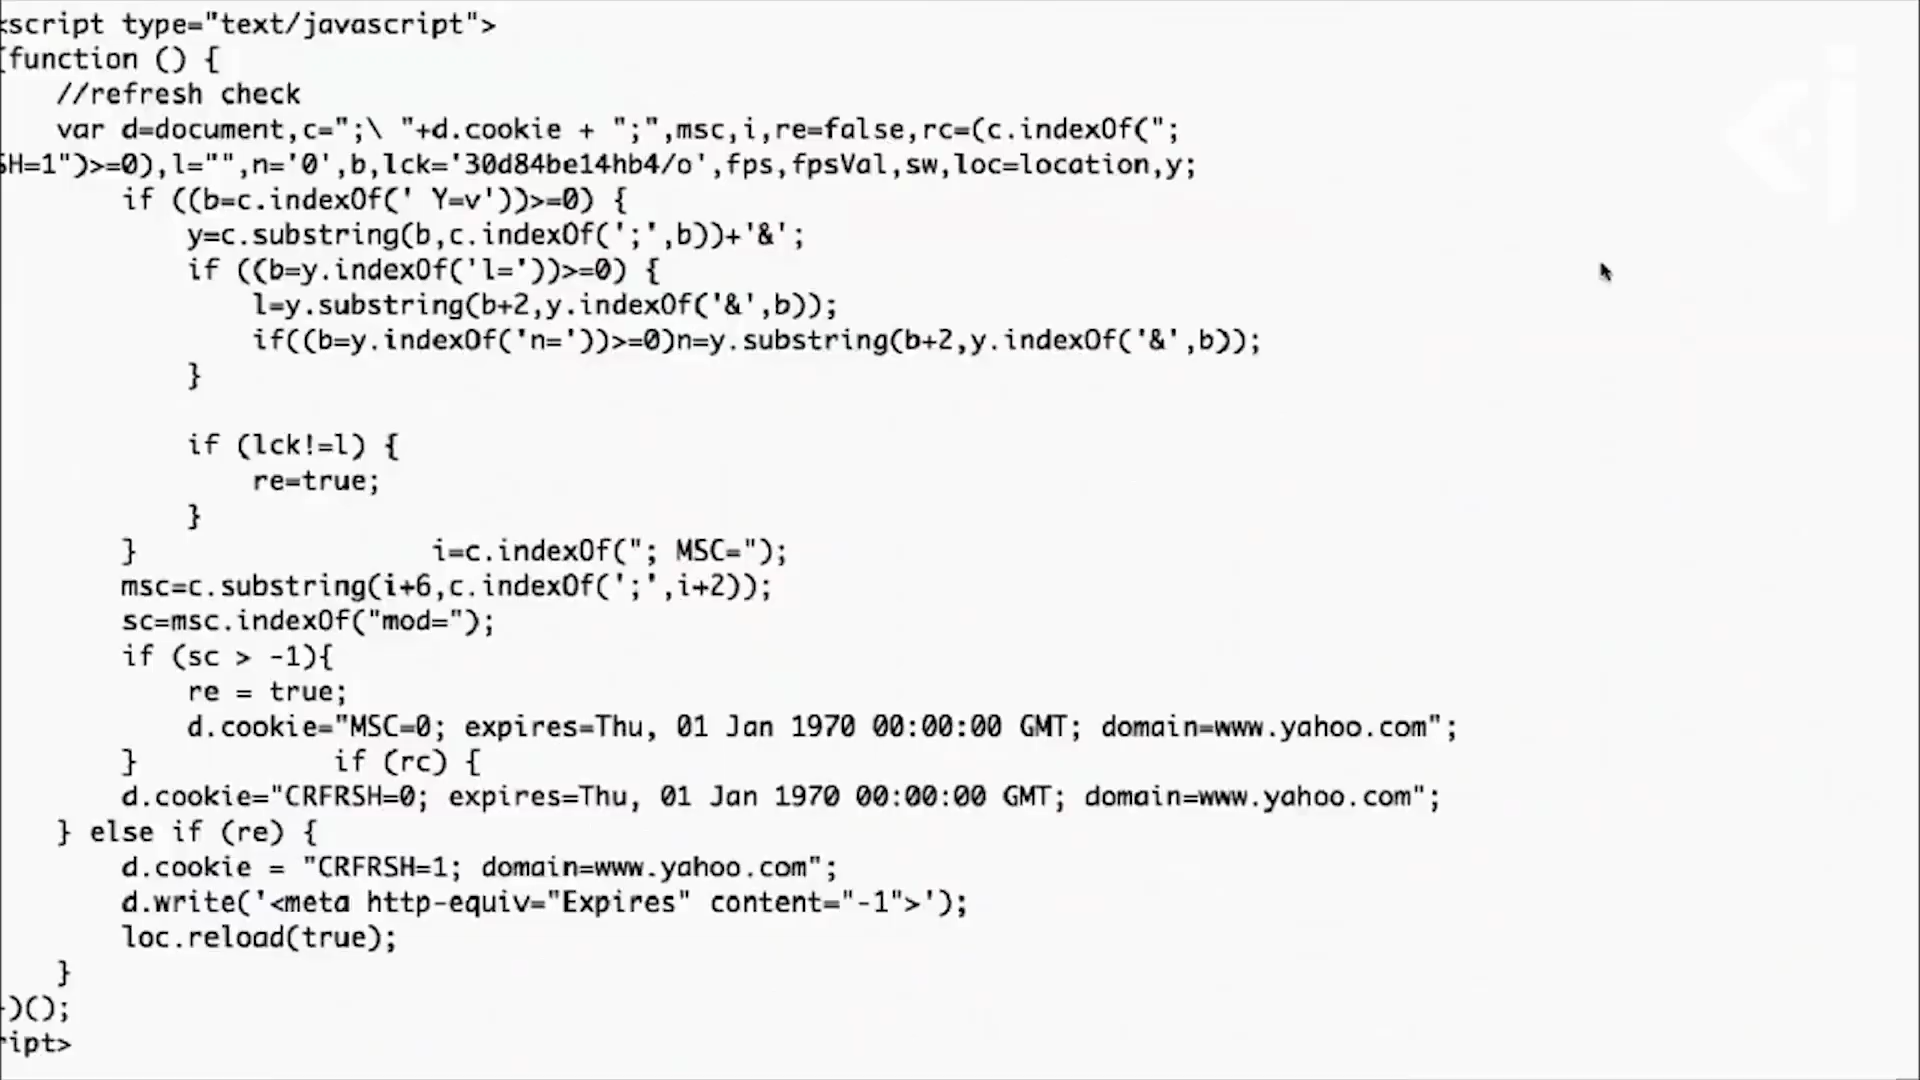 <script type="text/javascript">
(function () {
//refresh check
var d=document,c=";\ "+d.cookie + ";",msc,i,re=false,rc=(c.indexOf(";
SH=1")>=0),l="",n='0',b,lck='30d84be14hb4/o',fps,fpsVal,sw,loc=location,y;
if ((b=c.indexOf(' Y=v'))>=0) {
y=c.substring(b,c.indexOf(';',b))+'&';
if ((b=y.indexOf('l='))>=0) {
l=y.substring(b+2,y.indexOf('&',b));
if((b=y.indexOf('n='))>=0)n=y.substring(b+2,y.indexOf('&',b));
}
if (lck!=l) {
re=true;
}
} i=c.indexOf("; MSC=");
msc=c.substring(i+6,c.indexOf(';',i+2));
sc=msc.indexOf("mod=");
if (sc > -1){
re = true;
d.cookie="MSC=0; expires=Thu, 01 Jan 1970 00:00:00 GMT; domain=www.yahoo.com";
} if (rc) {
d.cookie="CRFRSH=0; expires=Thu, 01 Jan 1970 00:00:00 GMT; domain=www.yahoo.com";
} else if (re) {
d.cookie = "CRFRSH=1; domain=www.yahoo.com";
d.write('<meta http-equiv="Expires" content="-1">');
loc.reload(true);
}
})();
ript>